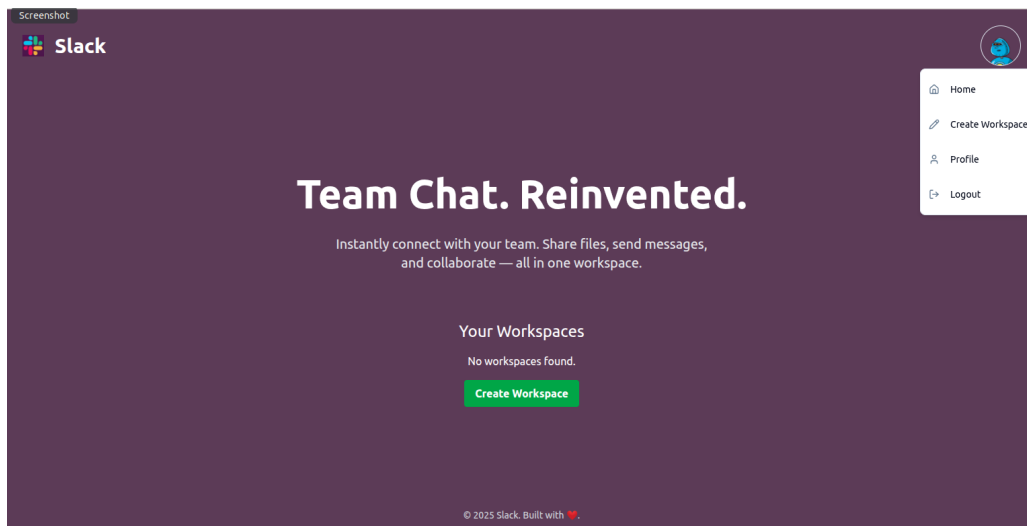 Screenshot
Slack
Home
Create Workspace
Profile
Logout
Team Chat. Reinvented.
Instantly connect with your team. Share files, send messages,
and collaborate — all in one workspace.
Your Workspaces
No workspaces found.
Create Workspace
© 2025 Slack. Built with ❤️.